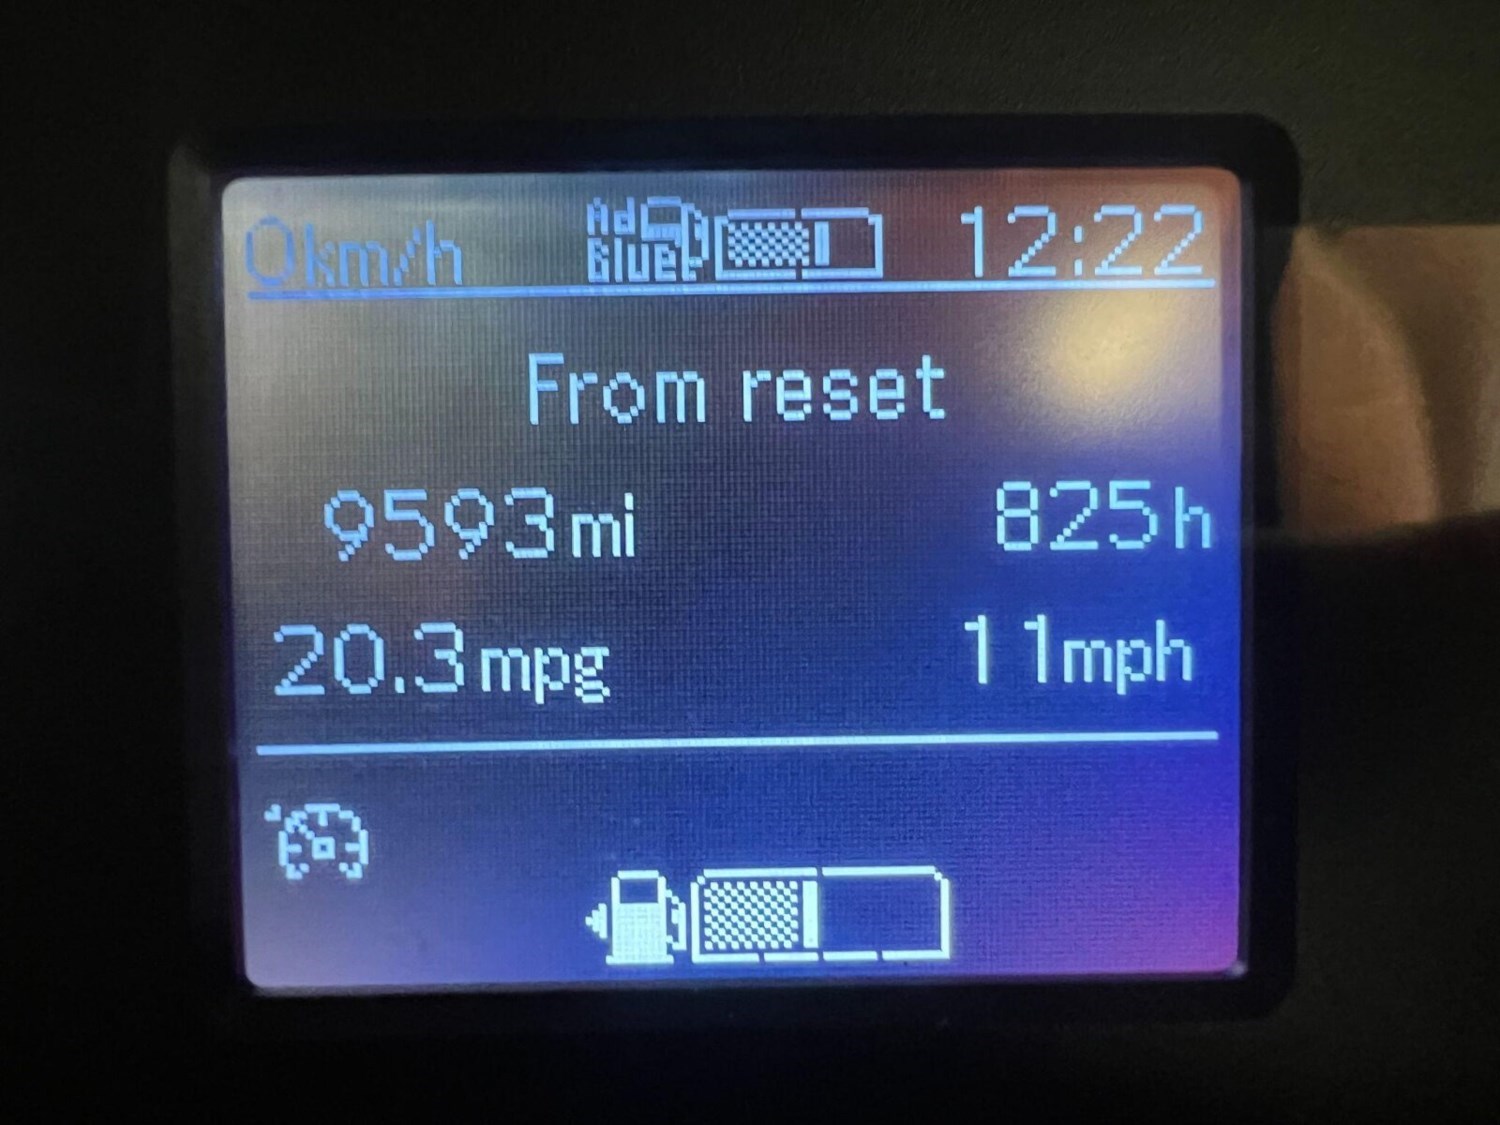 0km/h Ad Blue 12:22
From reset
9593mi 825h
20.3mpg 11mph